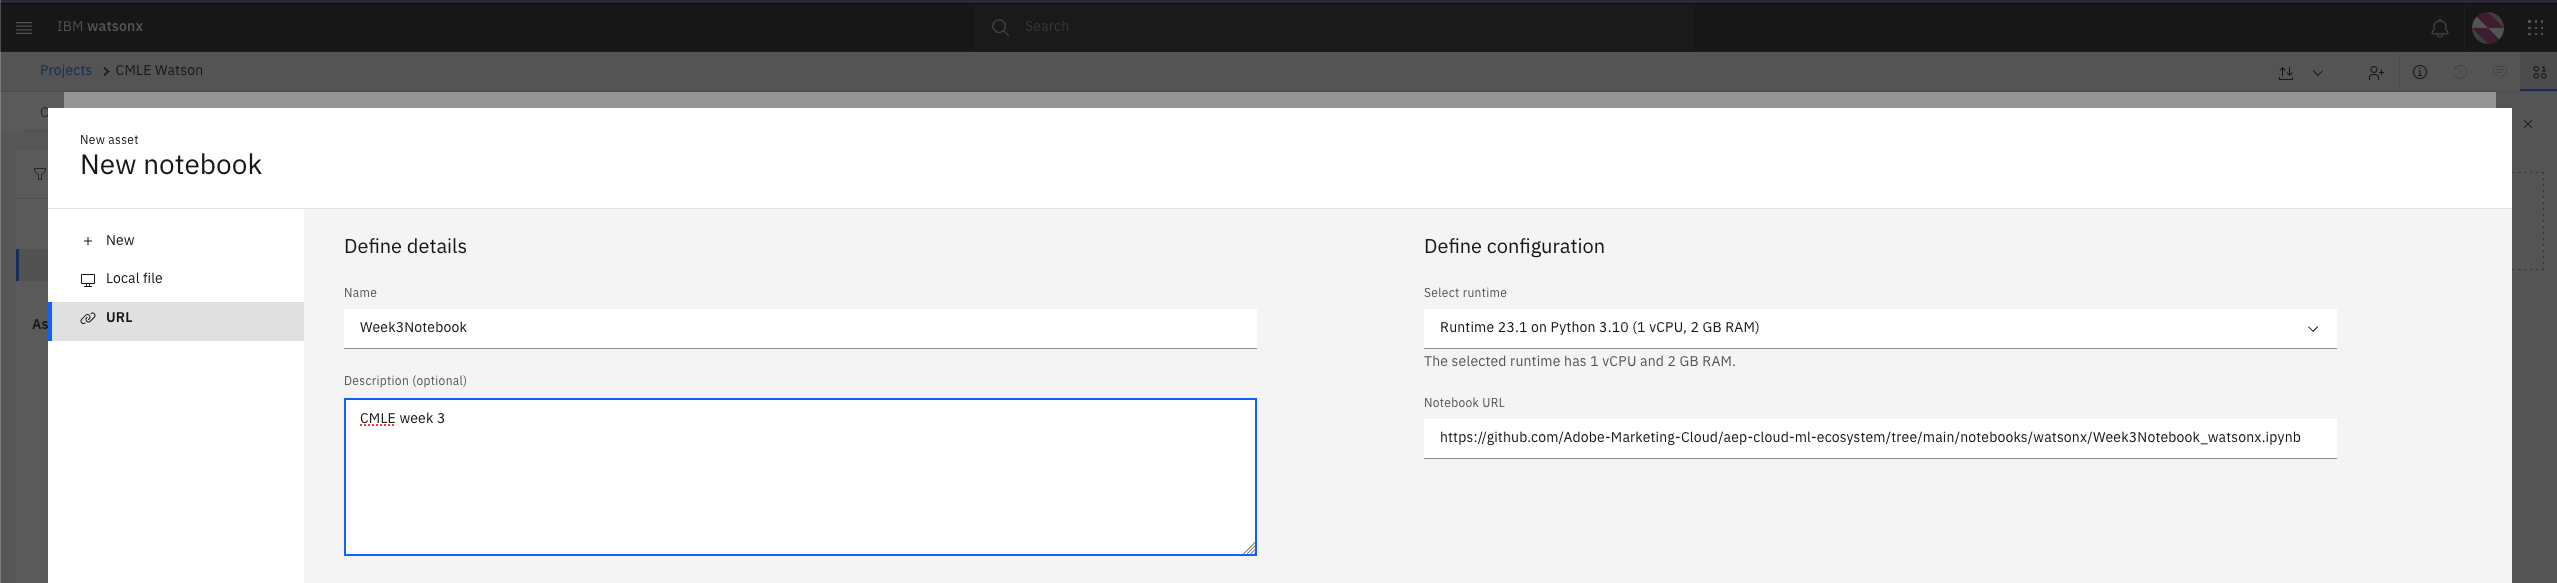 IBM watsonx
Search
Projects
CMLE Watson
New asset
New notebook
New
Local file
URL
As
Define details
Name
Week3Notebook
Description (optional)
CMLE week 3
Define configuration
Select runtime
Runtime 23.1 on Python 3.10 (1 vCPU, 2 GB RAM)
The selected runtime has 1 vCPU and 2 GB RAM.
Notebook URL
https://github.com/Adobe-Marketing-Cloud/aep-cloud-ml-ecosystem/tree/main/notebooks/watsonx/Week3Notebook_watsonx.ipynb